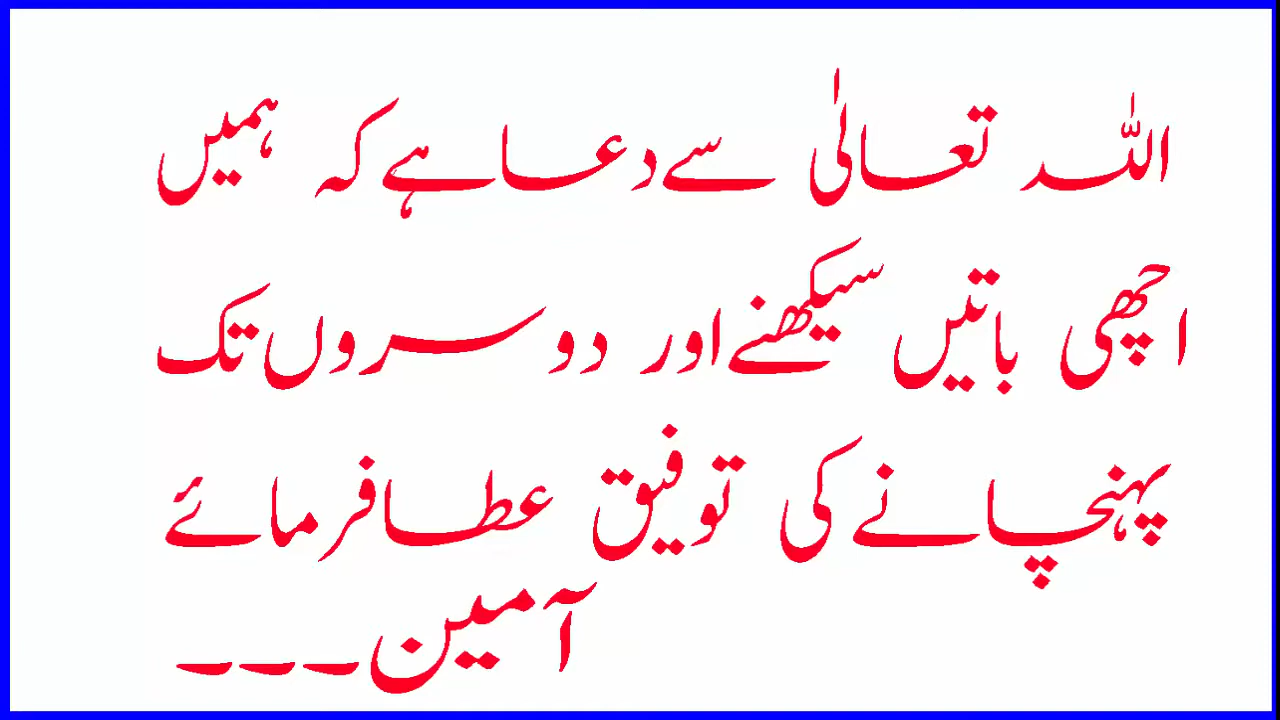 اللہ تعالیٰ سے دعا ہے کہ ہمیں
اچھی باتیں سیکھنے اور دوسروں تک
پہنچانے کی توفیق عطا فرمائے
آمین۔۔۔